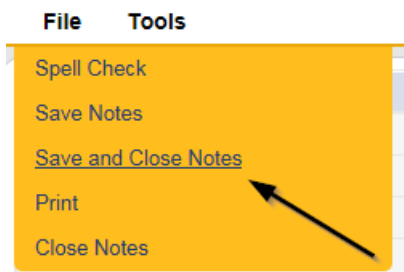 File Tools
Spell Check
Save Notes
Save and Close Notes
Print
Close Notes